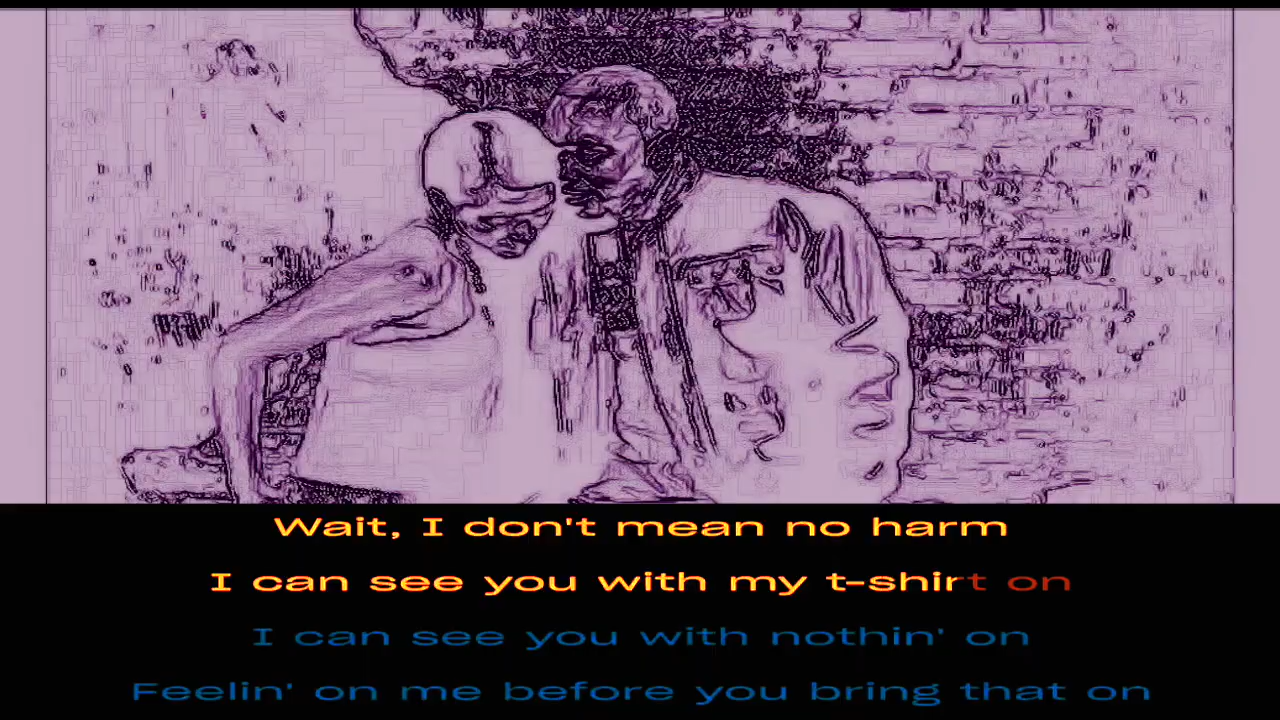 Wait, I don't mean no harm
I can see you with my t-shirt on
I can see you with nothin' on
Feelin' on me before you bring that on